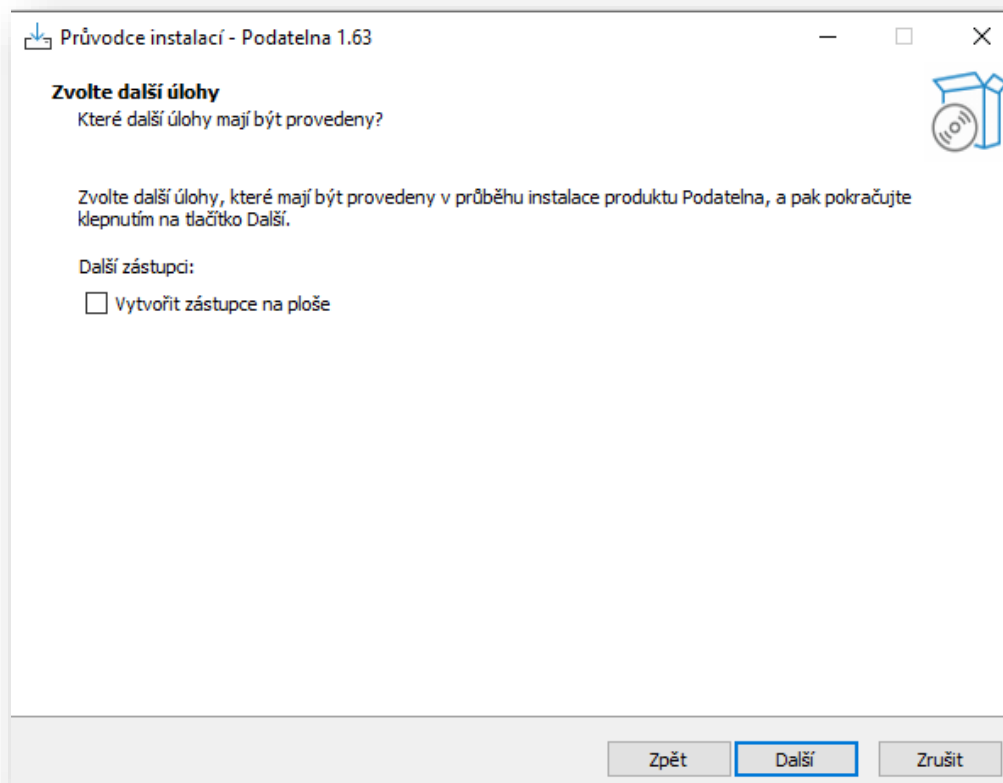 Průvodce instalací - Podatelna 1.63
Zvolte další úlohy
Které další úlohy mají být provedeny?
Zvolte další úlohy, které mají být provedeny v průběhu instalace produktu Podatelna, a pak pokračujte
klepnutím na tlačítko Další.
Další zástupci:
Vytvořit zástupce na ploše
Zpět Další Zrušit